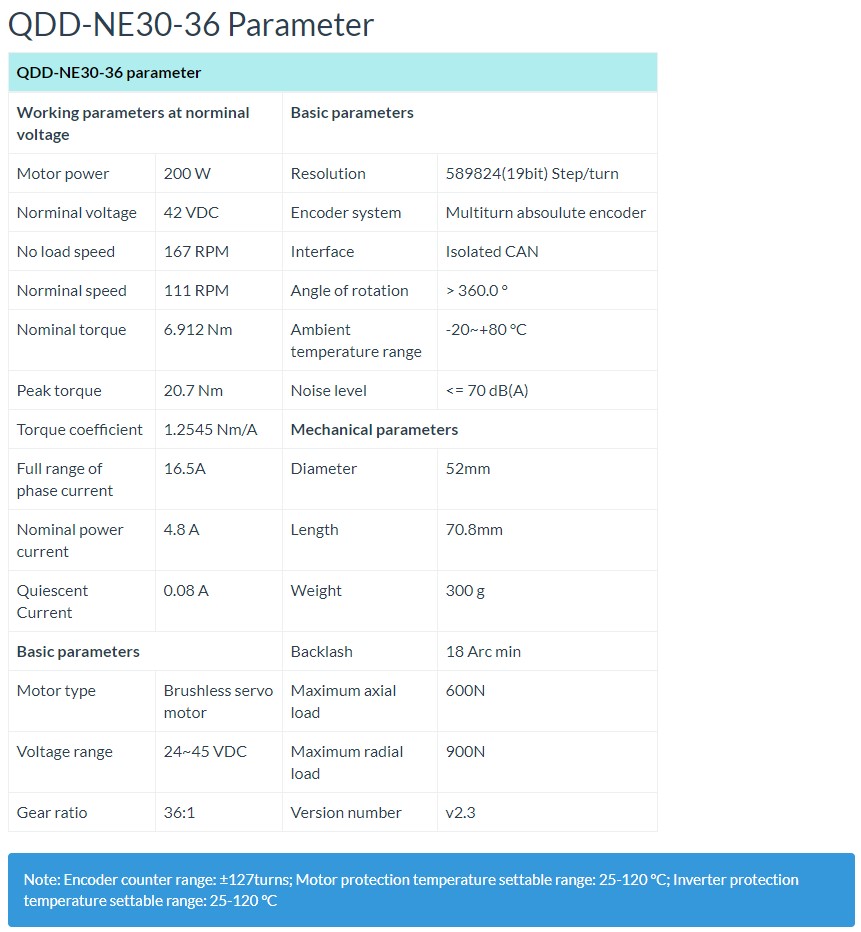 QDD-NE30-36 Parameter
QDD-NE30-36 parameter
Working parameters at norminal
voltage
Basic parameters
Motor power 200 W Resolution 589824(19bit) Step/turn
Norminal voltage 42 VDC Encoder system Multiturn absoulute encoder
No load speed 167 RPM Interface Isolated CAN
Norminal speed 111 RPM Angle of rotation > 360.0 °
Nominal torque 6.912 Nm Ambient
temperature range
-20~+80 ℃
Peak torque 20.7 Nm Noise level <= 70 dB(A)
Torque coefficient 1.2545 Nm/A Mechanical parameters
Full range of
phase current
16.5A Diameter 52mm
Nominal power
current
4.8 A Length 70.8mm
Quiescent
Current
0.08 A Weight 300 g
Basic parameters Backlash 18 Arc min
Motor type Brushless servo
motor
Maximum axial
load
600N
Voltage range 24~45 VDC Maximum radial
load
900N
Gear ratio 36:1 Version number v2.3
Note: Encoder counter range: ±127turns; Motor protection temperature settable range: 25-120 ℃; Inverter protection
temperature settable range: 25-120 ℃